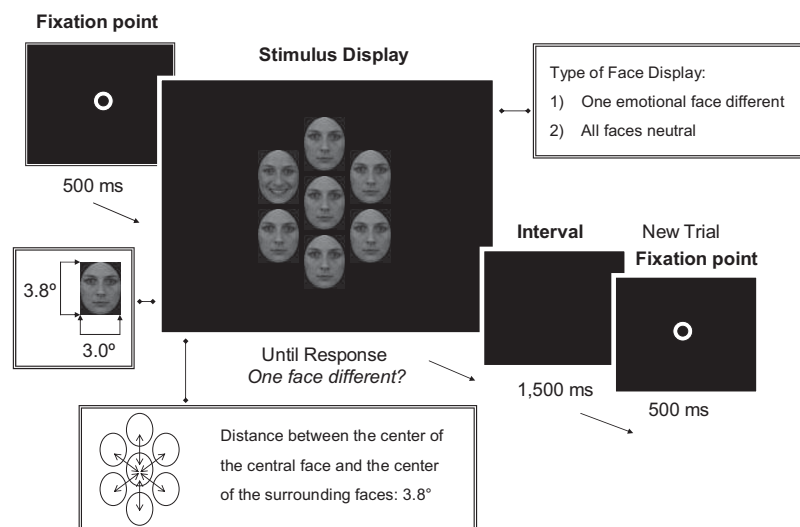 Fixation point
Stimulus Display
500 ms
Type of Face Display:
1) One emotional face different
2) All faces neutral
3.8º
3.0º
Until Response
One face different?
Interval
1,500 ms
New Trial
Fixation point
500 ms
Distance between the center of
the central face and the center
of the surrounding faces: 3.8°